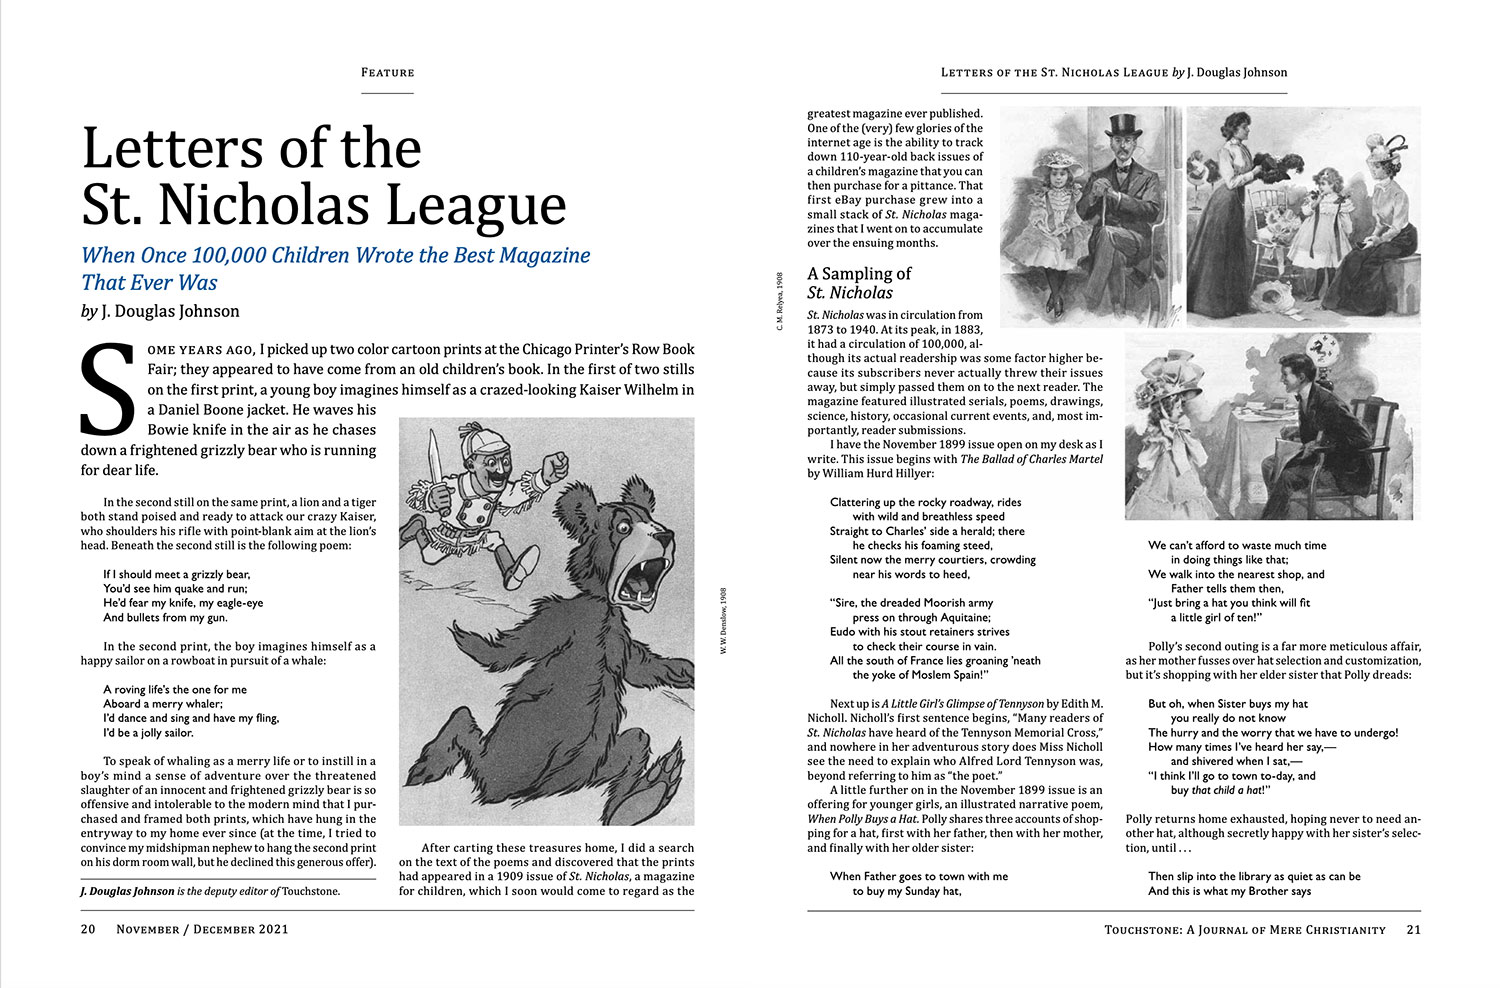 Feature
Letters of the
St. Nicholas League
When Once 100,000 Children Wrote the Best Magazine
That Ever Was
by J. Douglas Johnson
SOME YEARS AGO, I picked up two color cartoon prints at the Chicago Printer's Row Book
Fair; they appeared to have come from an old children's book. In the first of two stills
on the first print, a young boy imagines himself as a crazed-looking Kaiser Wilhelm in
a Daniel Boone jacket. He waves his
Bowie knife in the air as he chases
down a frightened grizzly bear who is running
for dear life.
In the second still on the same print, a lion and a tiger
both stand poised and ready to attack our crazy Kaiser,
who shoulders his rifle with point-blank aim at the lion's
head. Beneath the second still is the following poem:
If I should meet a grizzly bear,
You'd see him quake and run;
He'd fear my knife, my eagle-eye
And bullets from my gun.
In the second print, the boy imagines himself as a
happy sailor on a rowboat in pursuit of a whale:
A roving life's the one for me
Aboard a merry whaler;
I'd dance and sing and have my fling,
I'd be a jolly sailor.
To speak of whaling as a merry life or to instill in a
boy's mind a sense of adventure over the threatened
slaughter of an innocent and frightened grizzly bear is so
offensive and intolerable to the modern mind that I pur-
chased and framed both prints, which have hung in the
entryway to my home ever since (at the time, I tried to
convince my midshipman nephew to hang the second print
on his dorm room wall, but he declined this generous offer).
J. Douglas Johnson is the deputy editor of Touchstone.
W. W. Denslow, 1908
After carting these treasures home, I did a search
on the text of the poems and discovered that the prints
had appeared in a 1909 issue of St. Nicholas, a magazine
for children, which I soon would come to regard as the
20 November / December 2021
Letters of the St. Nicholas League by J. Douglas Johnson
greatest magazine ever published.
One of the (very) few glories of the
internet age is the ability to track
down 110-year-old back issues of
a children's magazine that you can
then purchase for a pittance. That
first eBay purchase grew into a
small stack of St. Nicholas maga-
zines that I went on to accumulate
over the ensuing months.
C. M. Relyea, 1908
A Sampling of
St. Nicholas
St. Nicholas was in circulation from
1873 to 1940. At its peak, in 1883,
it had a circulation of 100,000, al-
though its actual readership was some factor higher be-
cause its subscribers never actually threw their issues
away, but simply passed them on to the next reader. The
magazine featured illustrated serials, poems, drawings,
science, history, occasional current events, and, most im-
portantly, reader submissions.
I have the November 1899 issue open on my desk as I
write. This issue begins with The Ballad of Charles Martel
by William Hurd Hillyer:
Clattering up the rocky roadway, rides
with wild and breathless speed
Straight to Charles' side a herald; there
he checks his foaming steed,
Silent now the merry courtiers, crowding
near his words to heed,
"Sire, the dreaded Moorish army
press on through Aquitaine;
Eudo with his stout retainers strives
to check their course in vain.
All the south of France lies groaning 'neath
the yoke of Moslem Spain!"
Next up is A Little Girl's Glimpse of Tennyson by Edith M.
Nicholl. Nicholl's first sentence begins, "Many readers of
St. Nicholas have heard of the Tennyson Memorial Cross,"
and nowhere in her adventurous story does Miss Nicholl
see the need to explain who Alfred Lord Tennyson was,
beyond referring to him as "the poet."
A little further on in the November 1899 issue is an
offering for younger girls, an illustrated narrative poem,
When Polly Buys a Hat. Polly shares three accounts of shop-
ping for a hat, first with her father, then with her mother,
and finally with her older sister:
When Father goes to town with me
to buy my Sunday hat,
We can't afford to waste much time
in doing things like that;
We walk into the nearest shop, and
Father tells them then,
"Just bring a hat you think will fit
a little girl of ten!"
Polly's second outing is a far more meticulous affair,
as her mother fusses over hat selection and customization,
but it's shopping with her elder sister that Polly dreads:
But oh, when Sister buys my hat
you really do not know
The hurry and the worry that we have to undergo!
How many times I've heard her say,—
and shivered when I sat,—
"I think I'll go to town to-day, and
buy that child a hat!"
Polly returns home exhausted, hoping never to need an-
other hat, although secretly happy with her sister's selec-
tion, until . . .
Then slip into the library as quiet as can be
And this is what my Brother says
Touchstone: A Journal of Mere Christianity 21